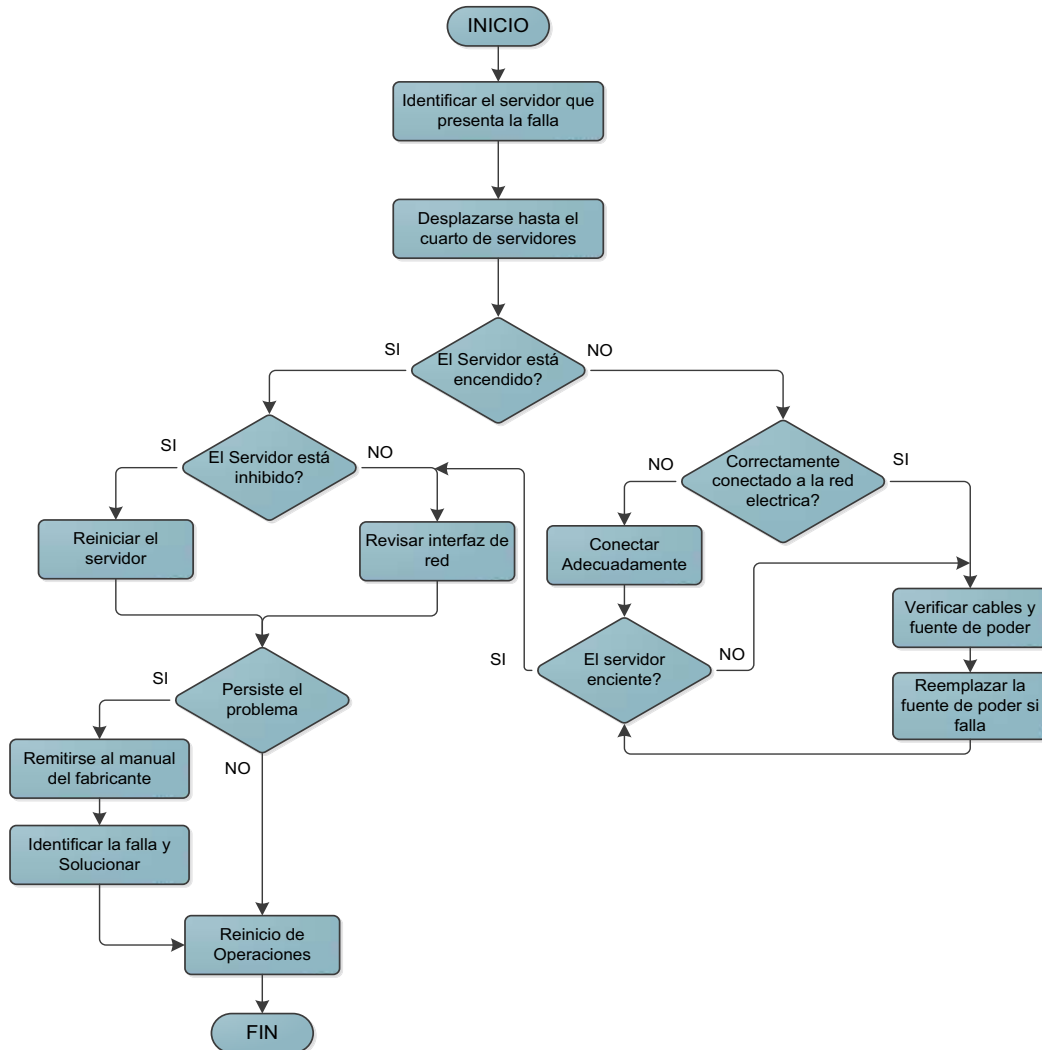 INICIO
Identificar el servidor que
presenta la falla
Desplazarse hasta el
cuarto de servidores
SI
NO
El Servidor está
encendido?
SI
El Servidor está
inhibido?
NO
NO
Correctamente
conectado a la red
electrica?
SI
Reiniciar el
servidor
Revisar interfaz de
red
Conectar
Adecuadamente
Verificar cables y
fuente de poder
SI
El servidor
enciente?
NO
SI
Persiste el
problema
Reemplazar la
fuente de poder si
falla
Remitirse al manual
del fabricante
NO
Identificar la falla y
Solucionar
Reinicio de
Operaciones
FIN